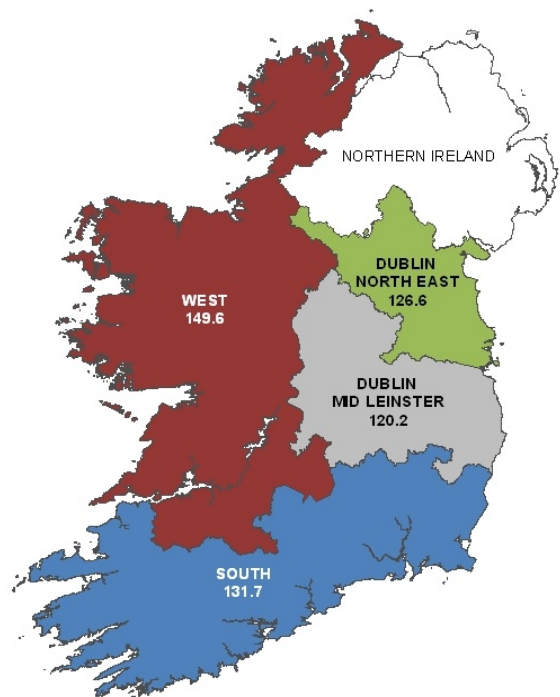 NORTHERN IRELAND
DUBLIN
NORTH EAST
126.6
WEST
149.6
DUBLIN
MID LEINSTER
120.2
SOUTH
131.7